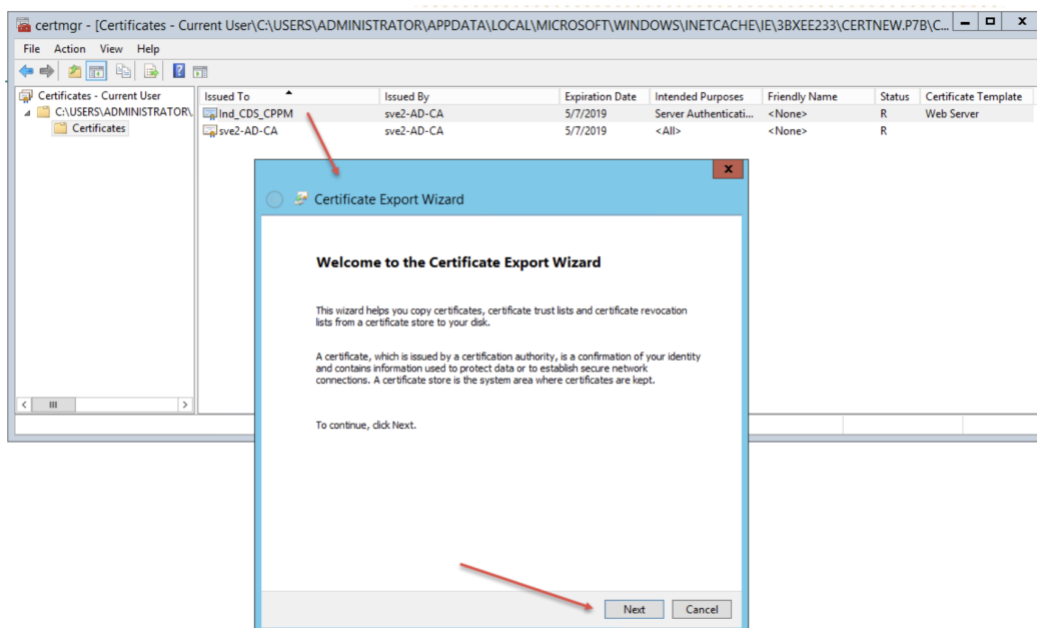 certmgr - [Certificates - Current User\C:\USERS\ADMINISTRATOR\APPDATA\LOCAL\MICROSOFT\WINDOWS\INETCACHE\IE\3BXEE233\CERTNEW.P7B\C...
File Action View Help
Certificates - Current User
C:\USERS\ADMINISTRATOR\
Certificates
Issued To Issued By Expiration Date Intended Purposes Friendly Name Status Certificate Template
Ind_CDS_CPPM sve2-AD-CA 5/7/2019 Server Authenticati... <None> R Web Server
sve2-AD-CA sve2-AD-CA 5/7/2019 <All> <None> R
Certificate Export Wizard
Welcome to the Certificate Export Wizard
This wizard helps you copy certificates, certificate trust lists and certificate revocation
lists from a certificate store to your disk.
A certificate, which is issued by a certification authority, is a confirmation of your identity
and contains information used to protect data or to establish secure network
connections. A certificate store is the system area where certificates are kept.
To continue, click Next.
Next Cancel